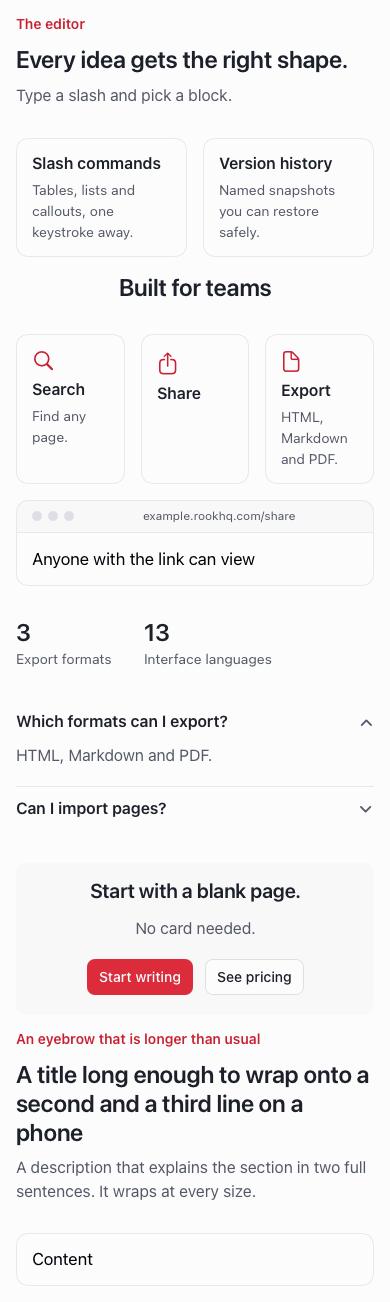 The editor
Every idea gets the right shape.
Type a slash and pick a block.
Slash commands
Tables, lists and
callouts, one
keystroke away.
Version history
Named snapshots
you can restore
safely.
Built for teams
Search
Find any
page.
Share
Export
HTML,
Markdown
and PDF.
example.rookhq.com/share
Anyone with the link can view
3
Export formats
13
Interface languages
Which formats can I export?
HTML, Markdown and PDF.
Can I import pages?
Start with a blank page.
No card needed.
Start writing
See pricing
An eyebrow that is longer than usual
A title long enough to wrap onto a
second and a third line on a
phone
A description that explains the section in two full
sentences. It wraps at every size.
Content